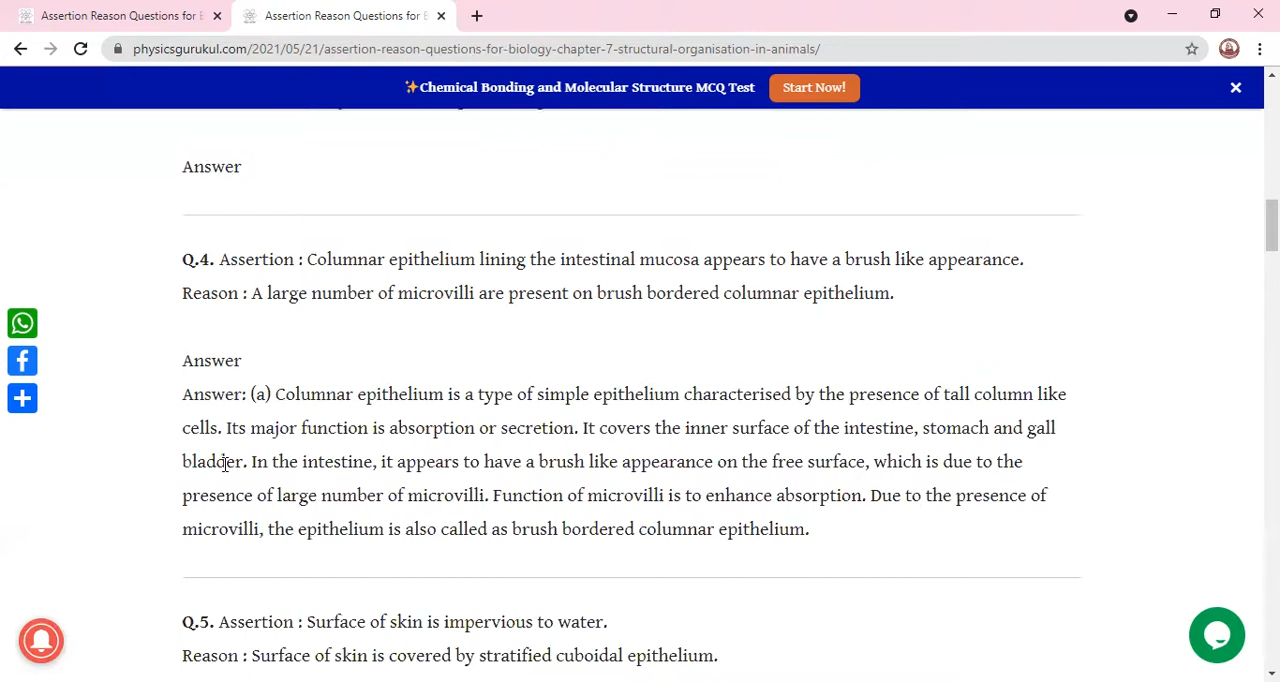 Assertion Reason Questions for B
Assertion Reason Questions for B
physicsgurukul.com/2021/05/21/assertion-reason-questions-for-biology-chapter-7-structural-organisation-in-animals/
✨Chemical Bonding and Molecular Structure MCQ Test Start Now!
Answer
Q.4. Assertion : Columnar epithelium lining the intestinal mucosa appears to have a brush like appearance.
Reason : A large number of microvilli are present on brush bordered columnar epithelium.
Answer
Answer: (a) Columnar epithelium is a type of simple epithelium characterised by the presence of tall column like
cells. Its major function is absorption or secretion. It covers the inner surface of the intestine, stomach and gall
bladder. In the intestine, it appears to have a brush like appearance on the free surface, which is due to the
presence of large number of microvilli. Function of microvilli is to enhance absorption. Due to the presence of
microvilli, the epithelium is also called as brush bordered columnar epithelium.
Q.5. Assertion : Surface of skin is impervious to water.
Reason : Surface of skin is covered by stratified cuboidal epithelium.